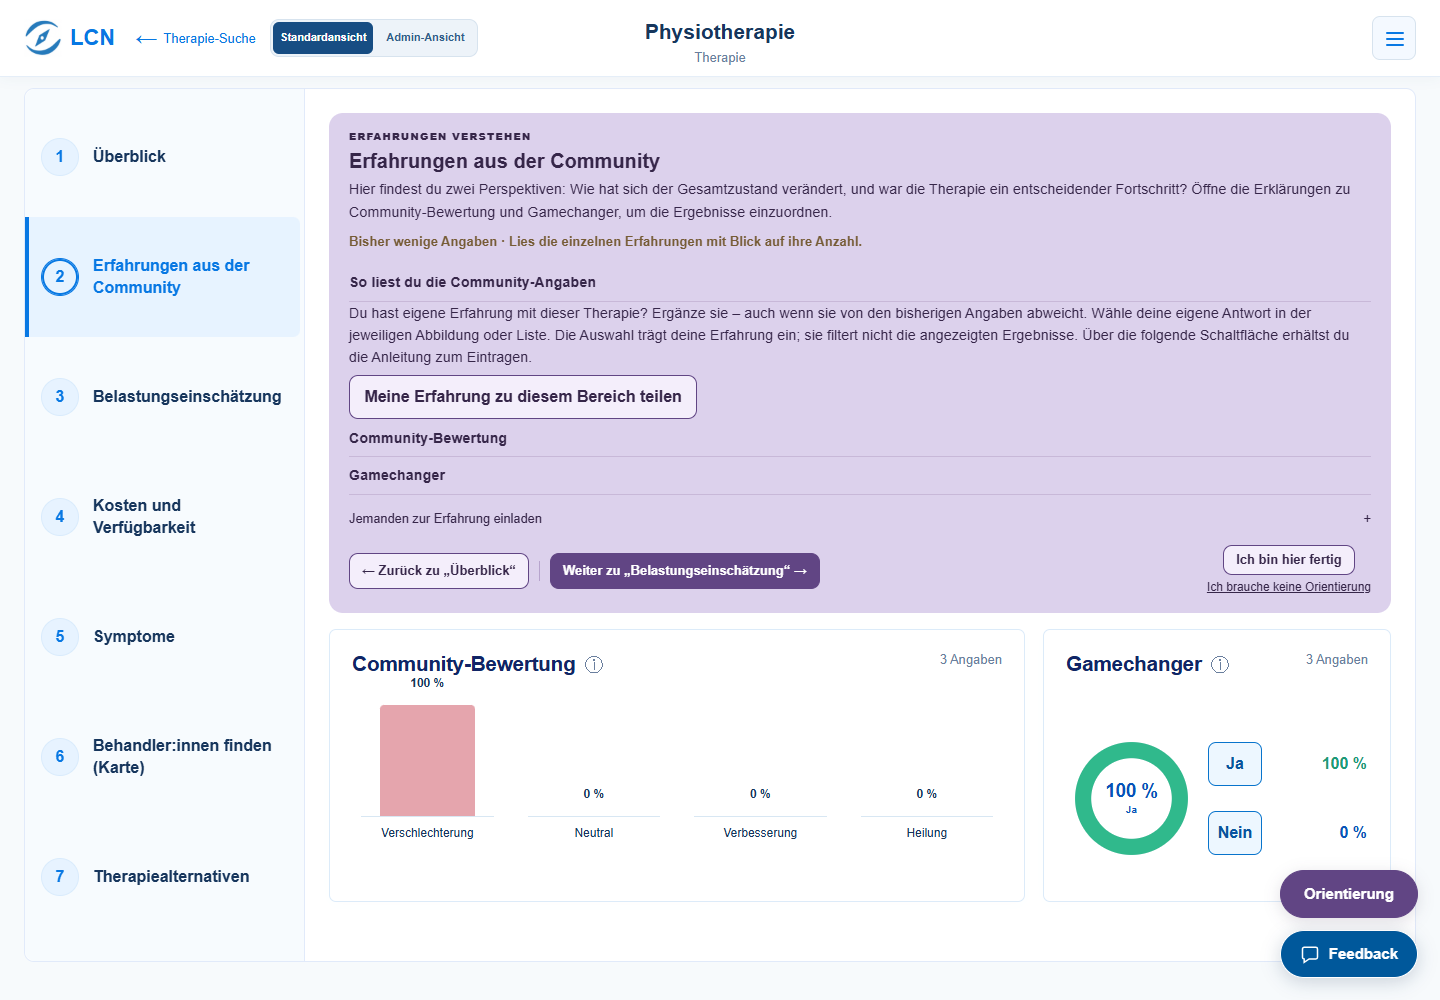 LCN
← Therapie-Suche
Standardansicht
Admin-Ansicht
Physiotherapie
Therapie
1
Überblick
2
Erfahrungen aus der
Community
3
Belastungseinschätzung
4
Kosten und
Verfügbarkeit
5
Symptome
6
Behandler:innen finden
(Karte)
7
Therapiealternativen
ERFAHRUNGEN VERSTEHEN
Erfahrungen aus der Community
Hier findest du zwei Perspektiven: Wie hat sich der Gesamtzustand verändert, und war die Therapie ein entscheidender Fortschritt? Öffne die Erklärungen zu
Community-Bewertung und Gamechanger, um die Ergebnisse einzuordnen.
Bisher wenige Angaben · Lies die einzelnen Erfahrungen mit Blick auf ihre Anzahl.
So liest du die Community-Angaben
Du hast eigene Erfahrung mit dieser Therapie? Ergänze sie – auch wenn sie von den bisherigen Angaben abweicht. Wähle deine eigene Antwort in der
jeweiligen Abbildung oder Liste. Die Auswahl trägt deine Erfahrung ein; sie filtert nicht die angezeigten Ergebnisse. Über die folgende Schaltfläche erhältst du
die Anleitung zum Eintragen.
Meine Erfahrung zu diesem Bereich teilen
Community-Bewertung
Gamechanger
Jemanden zur Erfahrung einladen +
← Zurück zu „Überblick“
Weiter zu „Belastungseinschätzung“ →
Ich bin hier fertig
Ich brauche keine Orientierung
Community-Bewertung ⓘ
3 Angaben
100 %
0 %
0 %
0 %
Verschlechterung
Neutral
Verbesserung
Heilung
Gamechanger ⓘ
3 Angaben
100 %
Ja
Ja
100 %
Nein
0 %
Orientierung
Feedback